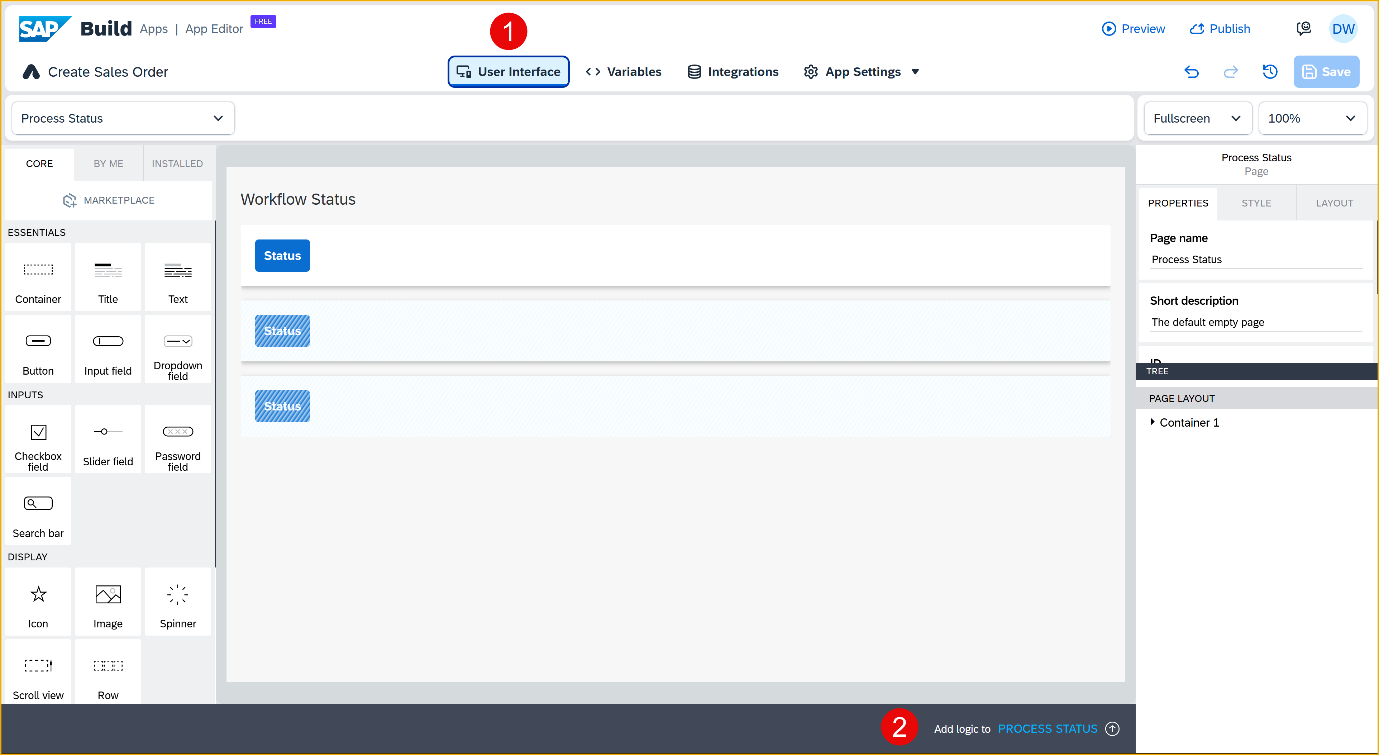 SAP Build Apps | App Editor FREE
1
Preview Publish DW
Create Sales Order
User Interface Variables Integrations App Settings
Save
Process Status
Fullscreen 100%
CORE BY ME INSTALLED
MARKETPLACE
ESSENTIALS
Container Title Text
Button Input field Dropdown
field
INPUTS
Checkbox
field
Slider field
Password
field
Search bar
DISPLAY
Icon Image Spinner
Scroll view Row
Workflow Status
Status
Status
Status
Process Status
Page
PROPERTIES STYLE LAYOUT
Page name
Process Status
Short description
The default empty page
ID
TREE
PAGE LAYOUT
Container 1
2
Add logic to PROCESS STATUS